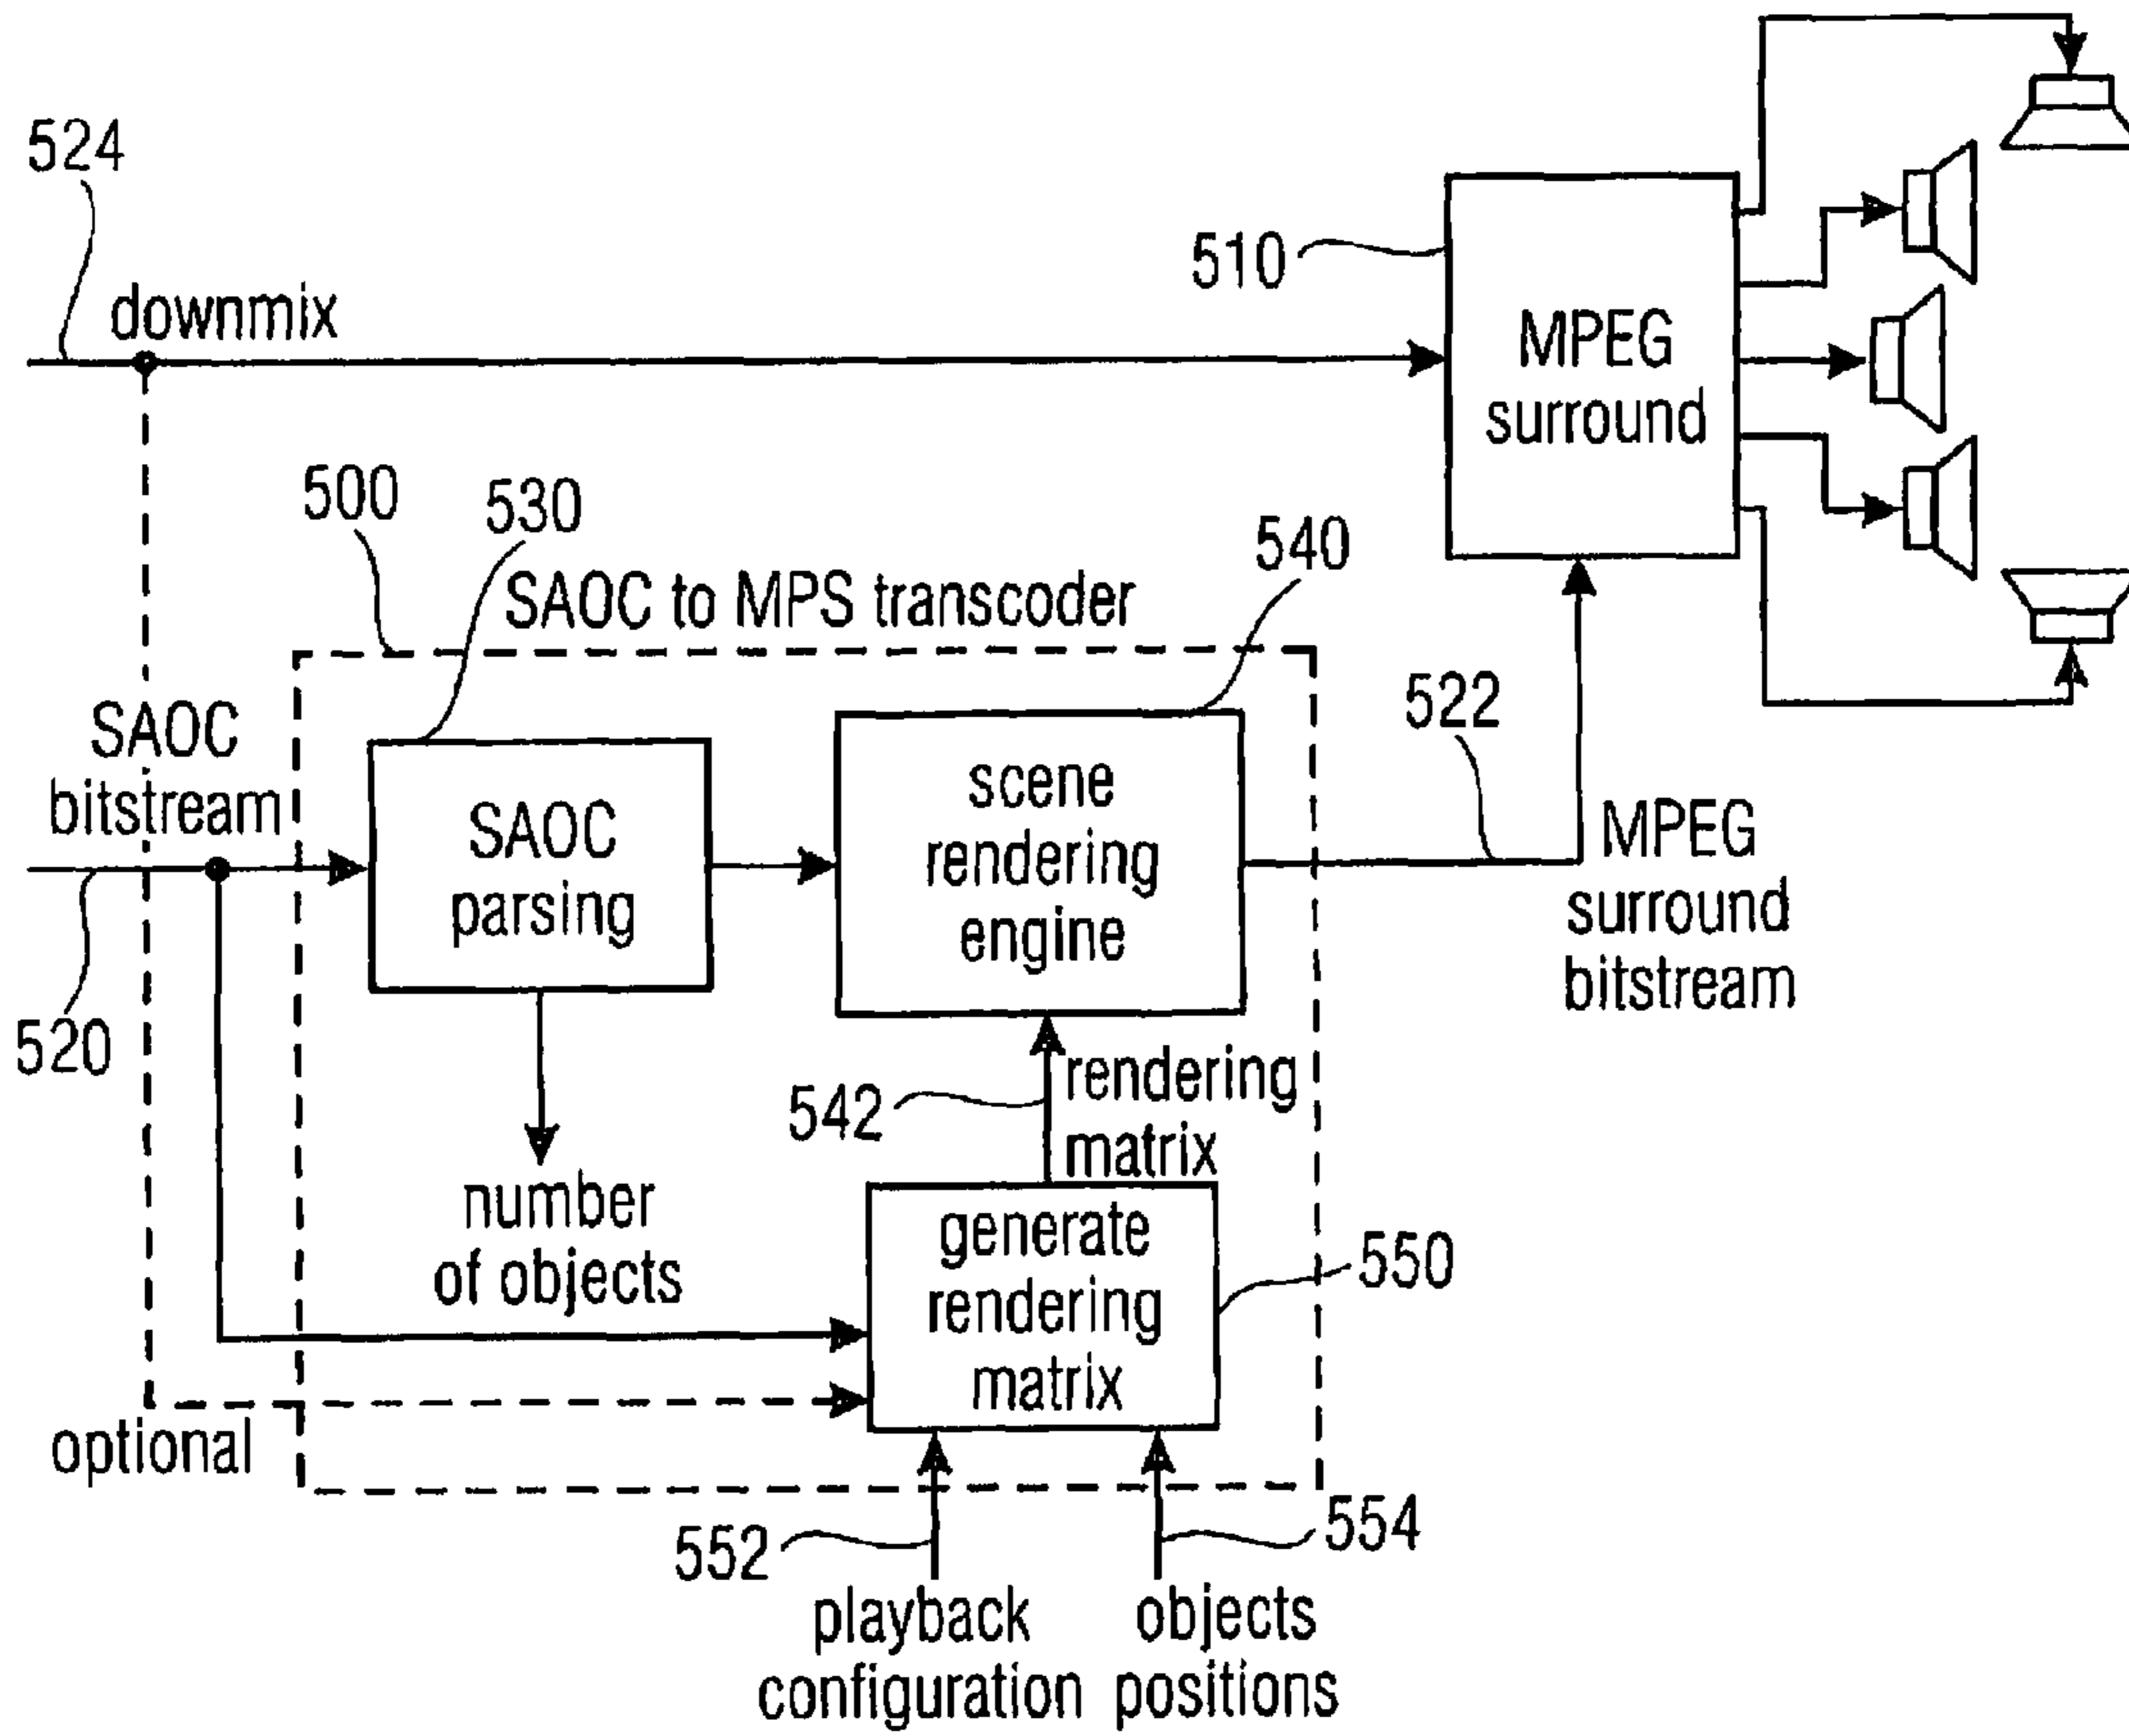 524
downmix
510
MPEG
surround
500
530
540
SAOC to MPS transcoder
522
SAOC
bitstream
520
SAOC
parsing
scene
rendering
engine
MPEG
surround
bitstream
542
rendering
matrix
number
of objects
generate
rendering
matrix
550
optional
552
554
playback
configuration
objects
positions